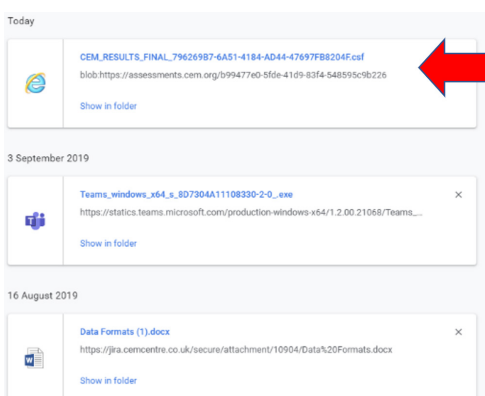 Today
CEM_RESULTS_FINAL_79626987-6A51-4184-AD44-47697FB8204F.csf
blob:https://assessments.cem.org/b99477e0-5fde-41d9-83f4-548595c9b226
Show in folder
3 September 2019
Teams_windows_x64_s_8D7304A11108330-2-0_.exe
https://statics.teams.microsoft.com/production-windows-x64/1.2.00.21068/Teams_...
Show in folder
16 August 2019
Data Formats (1).docx
https://jira.cemcentre.co.uk/secure/attachment/10904/Data%20Formats.docx
Show in folder